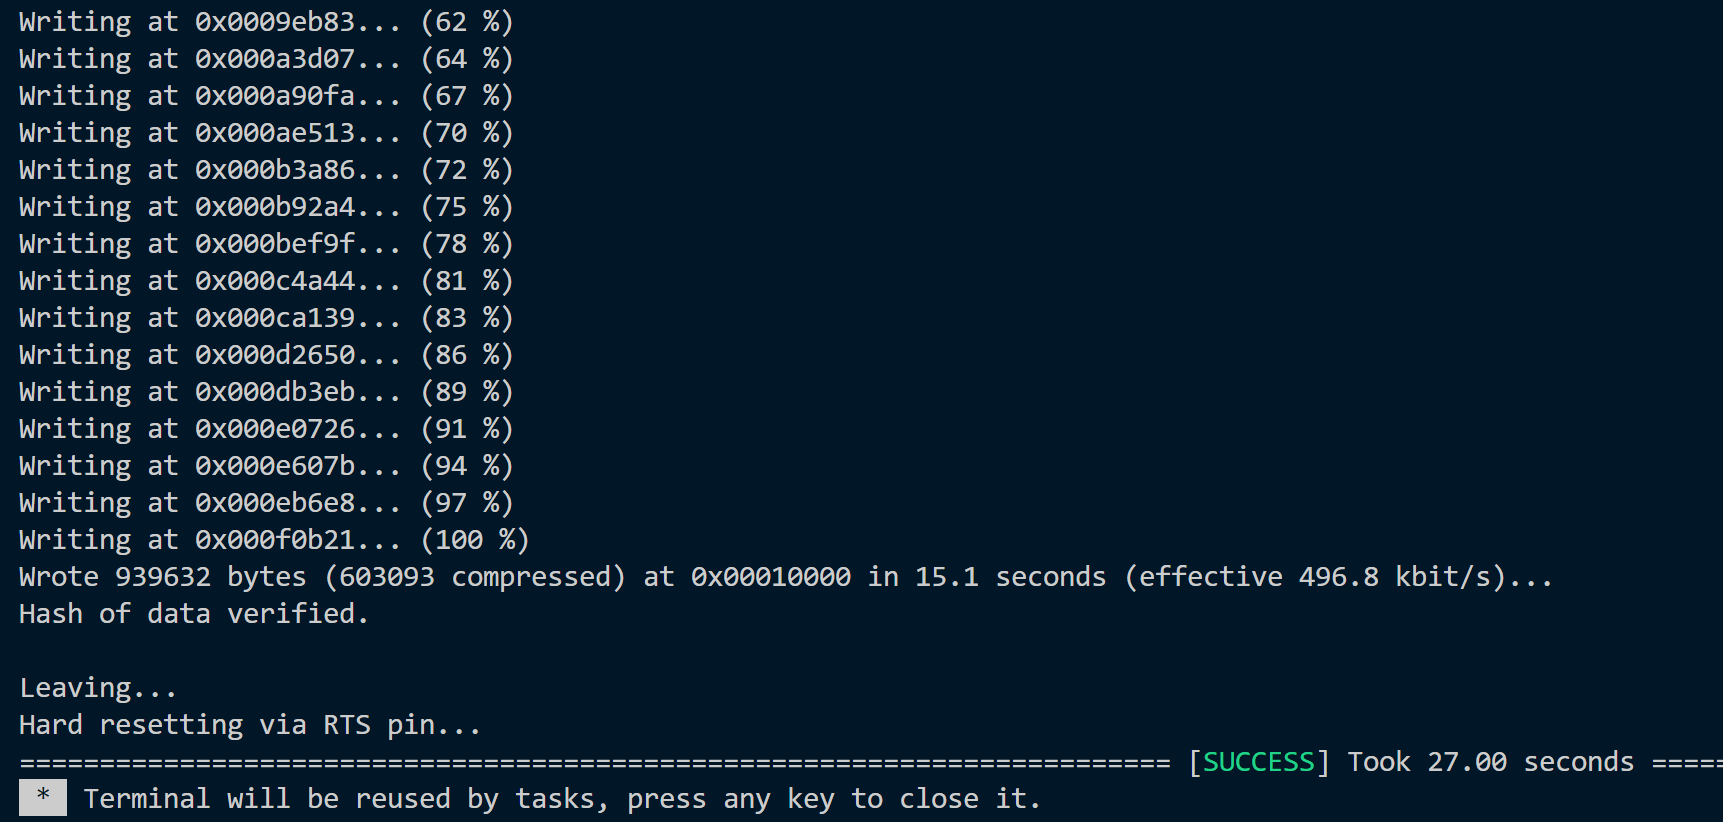 Writing at 0x0009eb83... (62 %)
Writing at 0x000a3d07... (64 %)
Writing at 0x000a90fa... (67 %)
Writing at 0x000ae513... (70 %)
Writing at 0x000b3a86... (72 %)
Writing at 0x000b92a4... (75 %)
Writing at 0x000bef9f... (78 %)
Writing at 0x000c4a44... (81 %)
Writing at 0x000ca139... (83 %)
Writing at 0x000d2650... (86 %)
Writing at 0x000db3eb... (89 %)
Writing at 0x000e0726... (91 %)
Writing at 0x000e607b... (94 %)
Writing at 0x000eb6e8... (97 %)
Writing at 0x000f0b21... (100 %)
Wrote 939632 bytes (603093 compressed) at 0x00010000 in 15.1 seconds (effective 496.8 kbit/s)...
Hash of data verified.

Leaving...
Hard resetting via RTS pin...
======================================================================== [SUCCESS] Took 27.00 seconds =====
* Terminal will be reused by tasks, press any key to close it.